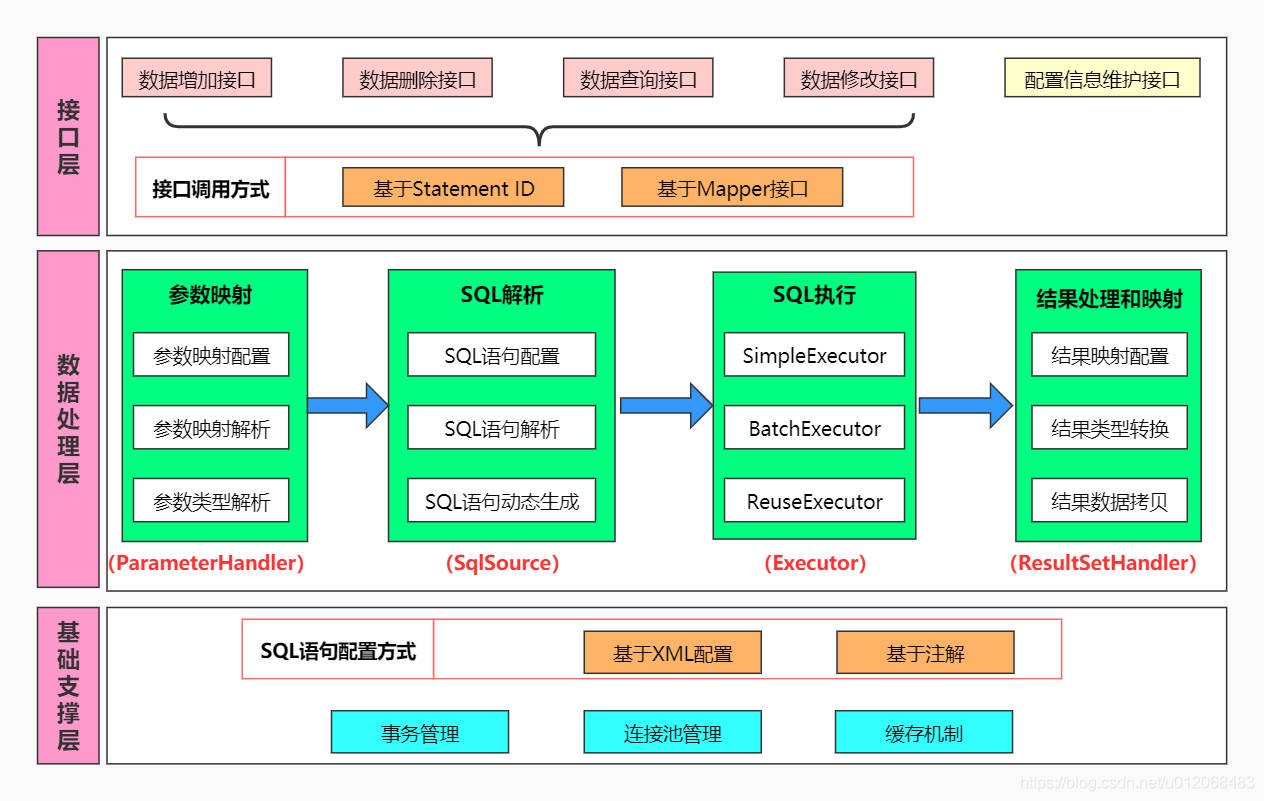 接口层
数据增加接口
数据删除接口
数据查询接口
数据修改接口
配置信息维护接口
接口调用方式
基于Statement ID
基于Mapper接口
数据处理层
参数映射
参数映射配置
参数映射解析
参数类型解析
(ParameterHandler)
SQL解析
SQL语句配置
SQL语句解析
SQL语句动态生成
(SqlSource)
SQL执行
SimpleExecutor
BatchExecutor
ReuseExecutor
(Executor)
结果处理和映射
结果映射配置
结果类型转换
结果数据拷贝
(ResultSetHandler)
基础支撑层
SQL语句配置方式
基于XML配置
基于注解
事务管理
连接池管理
缓存机制
https://blog.csdn.net/u012068483